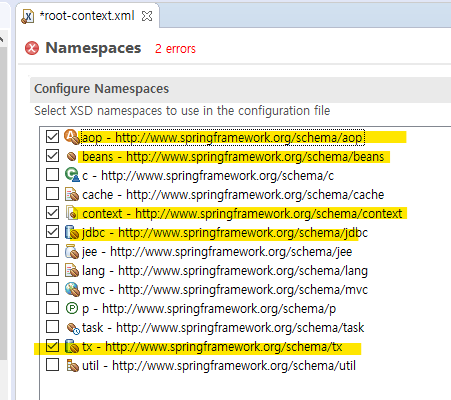 *root-context.xml
Namespaces 2 errors
Configure Namespaces
Select XSD namespaces to use in the configuration file
aop - http://www.springframework.org/schema/aop
beans - http://www.springframework.org/schema/beans
c - http://www.springframework.org/schema/c
cache - http://www.springframework.org/schema/cache
context - http://www.springframework.org/schema/context
jdbc - http://www.springframework.org/schema/jdbc
jee - http://www.springframework.org/schema/jee
lang - http://www.springframework.org/schema/lang
mvc - http://www.springframework.org/schema/mvc
p - http://www.springframework.org/schema/p
task - http://www.springframework.org/schema/task
tx - http://www.springframework.org/schema/tx
util - http://www.springframework.org/schema/util